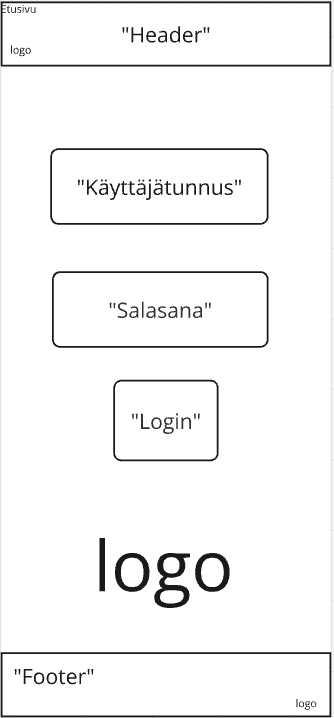 Etusivu
"Header"
logo
"Käyttäjätunnus"
"Salasana"
"Login"
logo
"Footer"
logo